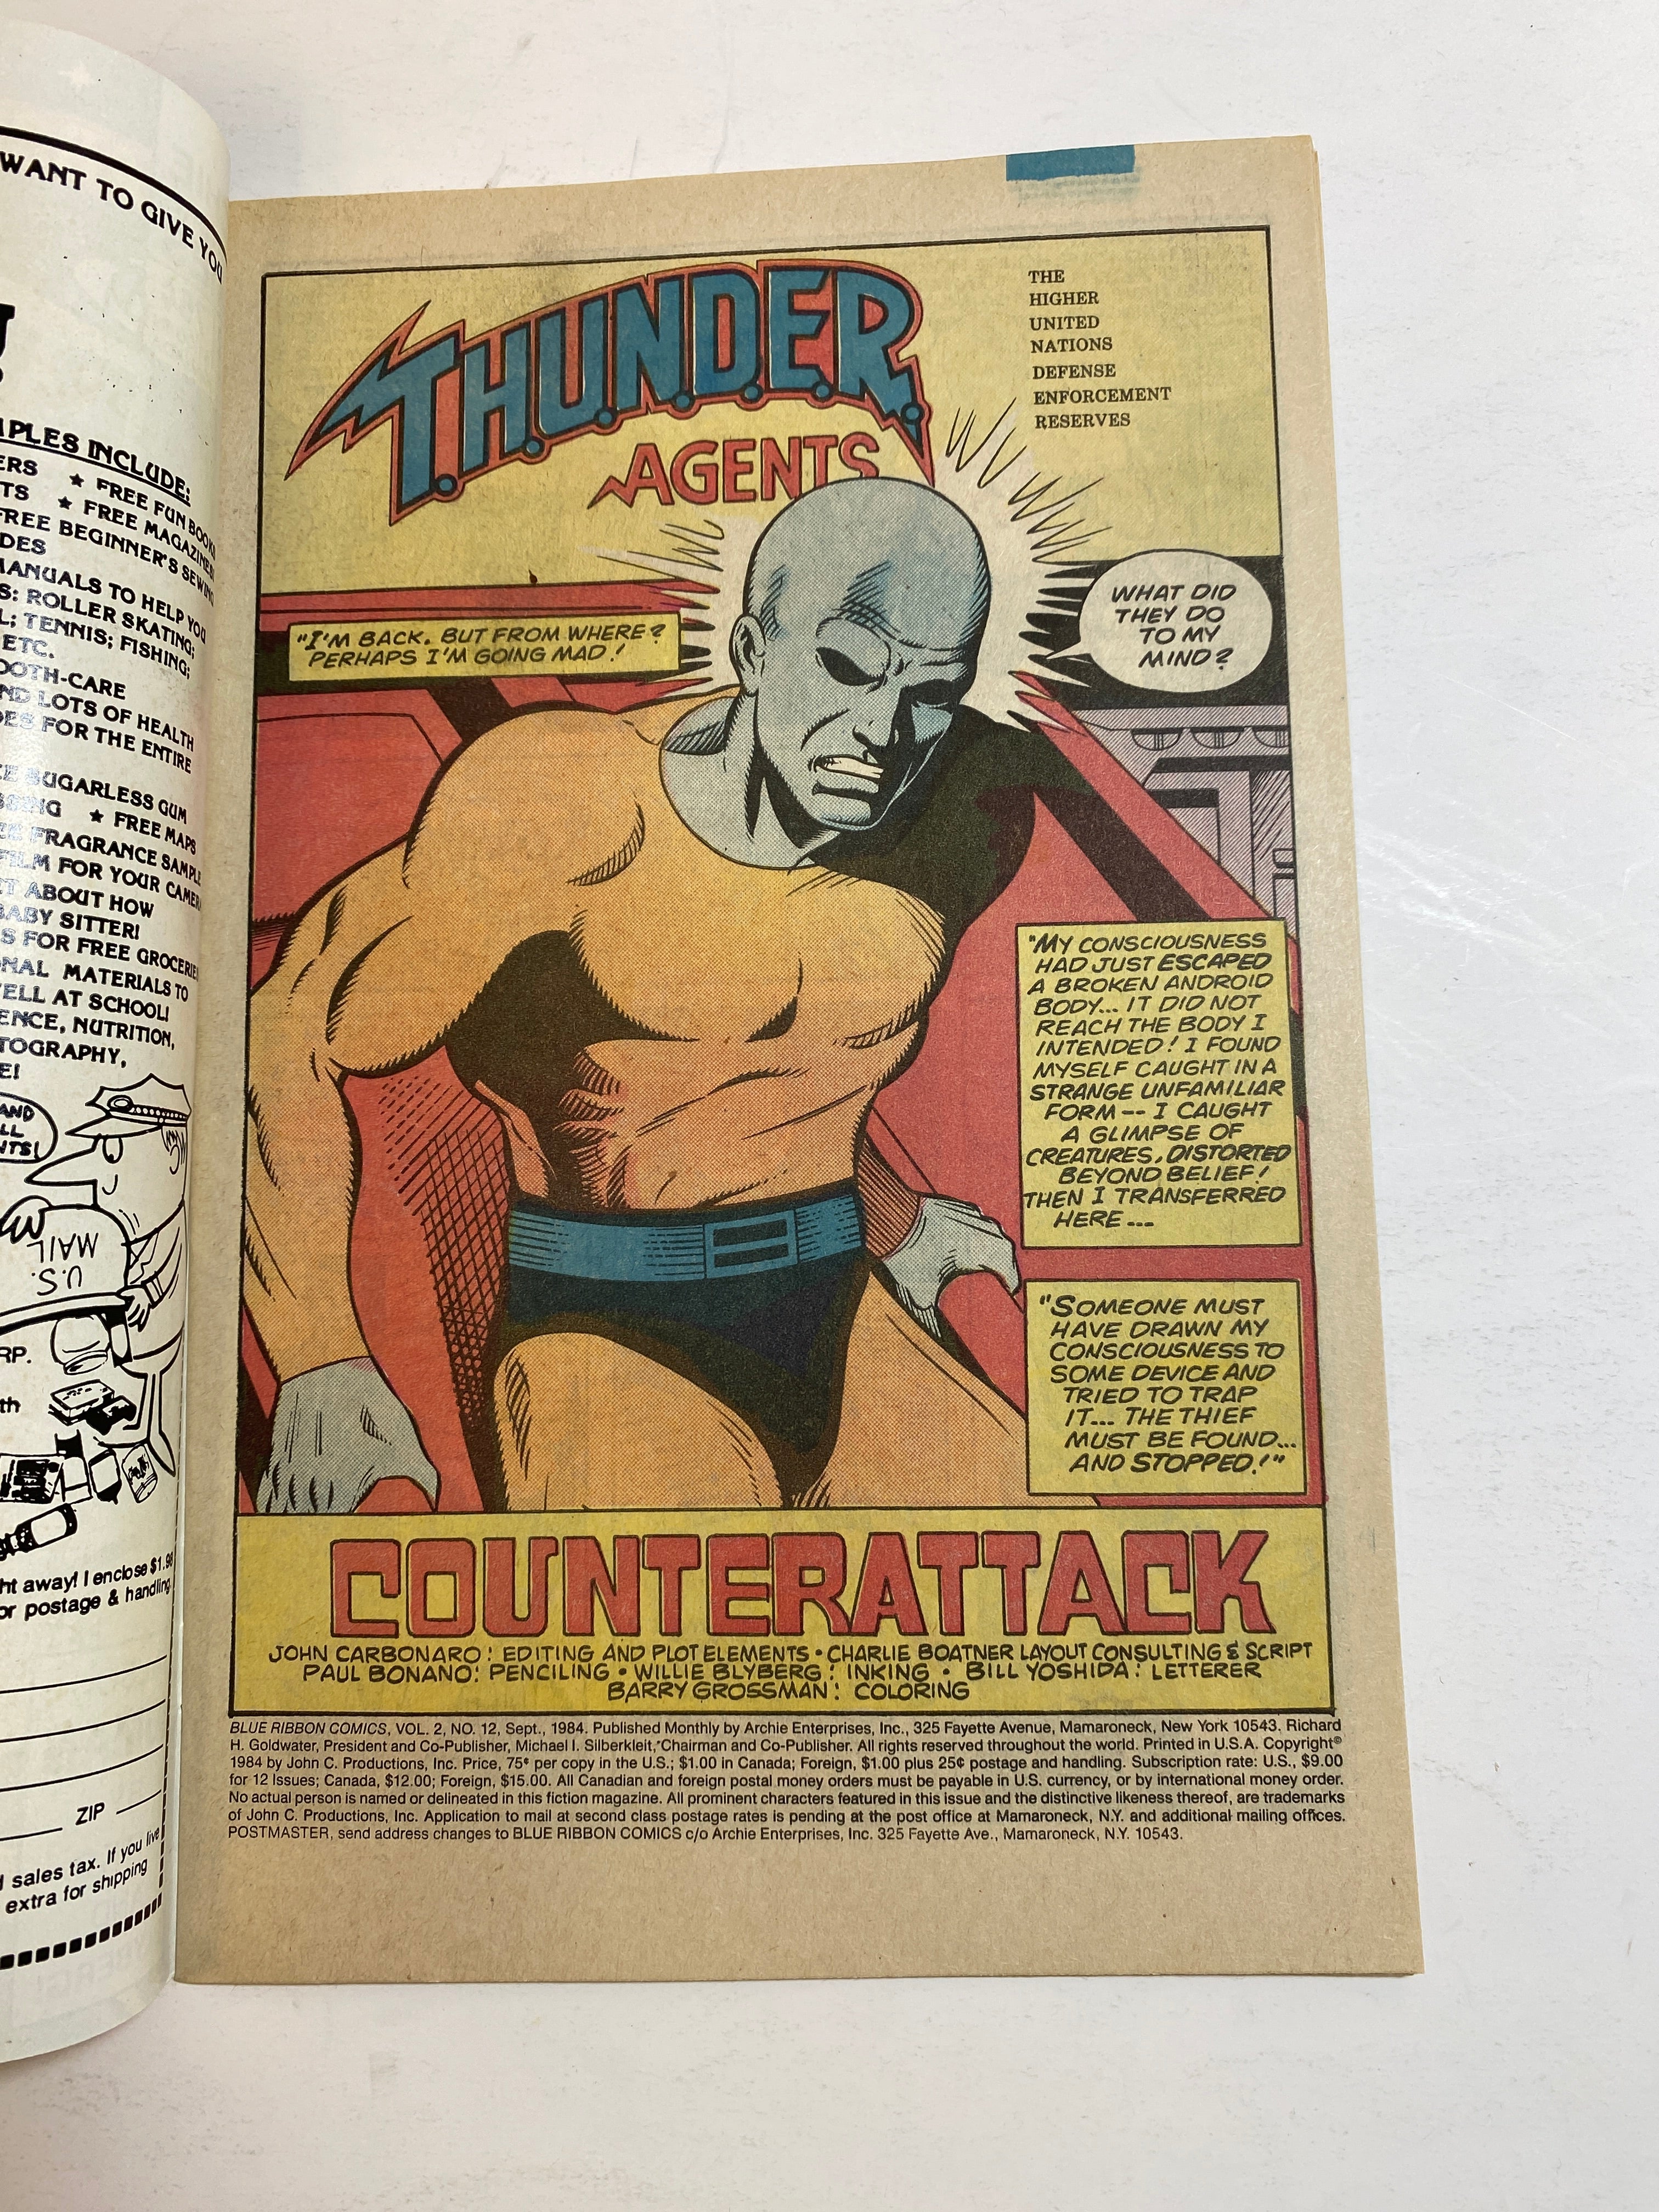 WANT TO GIVE YOU
PLES INCLUDE:
ERS ★ FREE FUN BOOK
TS ★ FREE MAGAZINES!
FREE BEGINNER'S SEWING
DES
MANUALS TO HELP YOU
S: ROLLER SKATING;
L; TENNIS; FISHING;
ETC.
OOTH-CARE
ND LOTS OF HEALTH
DES FOR THE ENTIRE
SUGARLESS GUM
★ FREE MAPS
FRAGRANCE SAMPLE
FILM FOR YOUR CAMERA
ABOUT HOW
BABY SITTER!
S FOR FREE GROCERIE
NAL MATERIALS TO
ELL AT SCHOOL!
ENCE, NUTRITION,
TOGRAPHY,
E!
AND
LL
NTS!
U.S.
MAIL
RP.
th
ht away! I enclose $1.98
or postage & handling.
ZIP
sales tax. If you live
extra for shipping
T.H.U.N.D.E.R.
AGENTS
THE
HIGHER
UNITED
NATIONS
DEFENSE
ENFORCEMENT
RESERVES
"I'M BACK. BUT FROM WHERE?
PERHAPS I'M GOING MAD!
WHAT DID
THEY DO
TO MY
MIND?
"MY CONSCIOUSNESS
HAD JUST ESCAPED
A BROKEN ANDROID
BODY... IT DID NOT
REACH THE BODY I
INTENDED! I FOUND
MYSELF CAUGHT IN A
STRANGE UNFAMILIAR
FORM -- I CAUGHT
A GLIMPSE OF
CREATURES, DISTORTED
BEYOND BELIEF!
THEN I TRANSFERRED
HERE...
"SOMEONE MUST
HAVE DRAWN MY
CONSCIOUSNESS TO
SOME DEVICE AND
TRIED TO TRAP
IT... THE THIEF
MUST BE FOUND...
AND STOPPED!"
COUNTERATTACK
JOHN CARBONARO: EDITING AND PLOT ELEMENTS • CHARLIE BOATNER LAYOUT CONSULTING & SCRIPT
PAUL BONANO: PENCILING • WILLIE BLYBERG: INKING • BILL YOSHIDA: LETTERER
BARRY GROSSMAN: COLORING
BLUE RIBBON COMICS, VOL. 2, NO. 12, Sept., 1984. Published Monthly by Archie Enterprises, Inc., 325 Fayette Avenue, Mamaroneck, New York 10543. Richard
H. Goldwater, President and Co-Publisher, Michael I. Silberkleit, Chairman and Co-Publisher. All rights reserved throughout the world. Printed in U.S.A. Copyright©
1984 by John C. Productions, Inc. Price, 75¢ per copy in the U.S.; $1.00 in Canada; Foreign, $1.00 plus 25¢ postage and handling. Subscription rate: U.S., $9.00
for 12 Issues; Canada, $12.00; Foreign, $15.00. All Canadian and foreign postal money orders must be payable in U.S. currency, or by international money order.
No actual person is named or delineated in this fiction magazine. All prominent characters featured in this issue and the distinctive likeness thereof, are trademarks
of John C. Productions, Inc. Application to mail at second class postage rates is pending at the post office at Mamaroneck, N.Y. and additional mailing offices.
POSTMASTER, send address changes to BLUE RIBBON COMICS c/o Archie Enterprises, Inc. 325 Fayette Ave., Mamaroneck, N.Y. 10543.